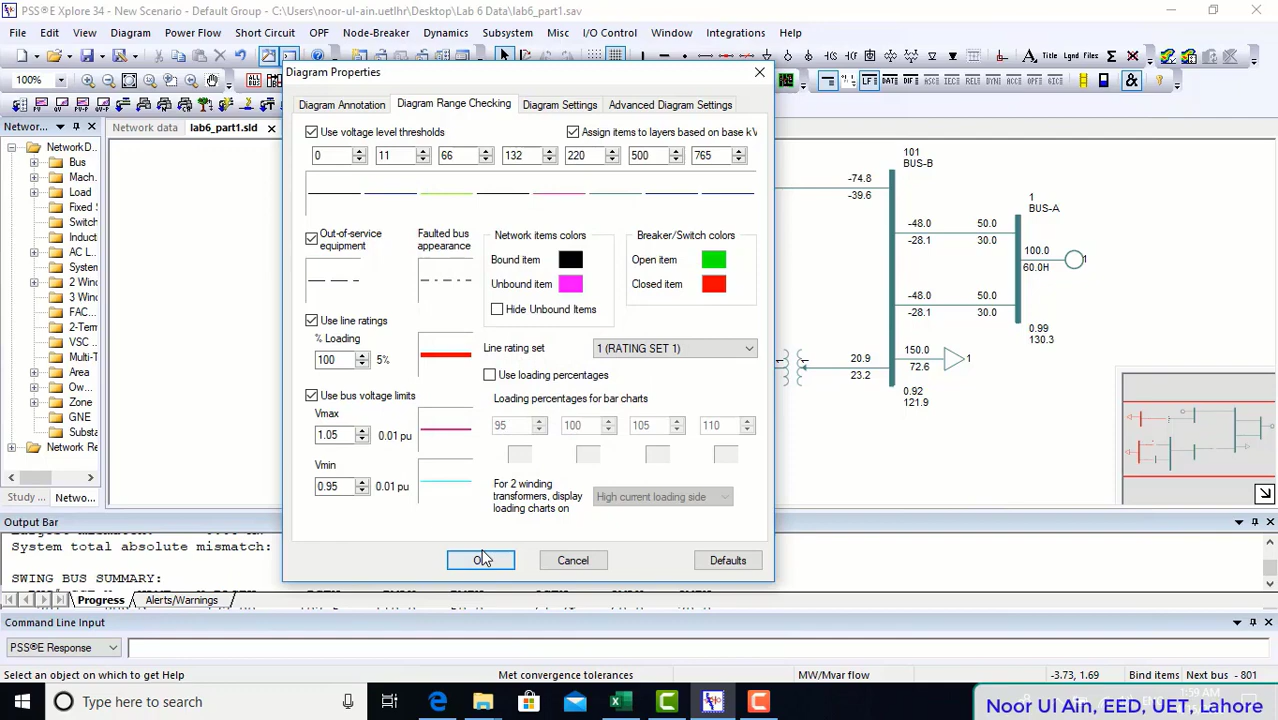 PSS®E Xplore 34 - New Scenario - Default Group - C:\Users\noor-ul-ain.uetlhr\Desktop\Lab 6 Data\lab6_part1.sav
File Edit View Diagram Power Flow Short Circuit OPF Node-Breaker Dynamics Subsystem Misc I/O Control Window Integrations Help
100%
Diagram Properties
Diagram Annotation Diagram Range Checking Diagram Settings Advanced Diagram Settings
Networ...
Network data lab6_part1.sld
Use voltage level thresholds
Assign items to layers based on base kV
0 11 66 132 220 500 765
Out-of-service
equipment
Faulted bus
appearance
Network items colors
Bound item
Unbound item
Hide Unbound Items
Breaker/Switch colors
Open item
Closed item
Use line ratings
% Loading
100 5%
Line rating set 1 (RATING SET 1)
Use loading percentages
Loading percentages for bar charts
95 100 105 110
Use bus voltage limits
Vmax
1.05 0.01 pu
Vmin
0.95 0.01 pu
For 2 winding
transformers, display
loading charts on
High current loading side
Cancel
Defaults
Network D
Bus
Mach..
Load
Fixed S
Switch
Induct
AC L..
System
2 Wind
3 Wind
FAC...
2-Term
VSC ..
Multi-T
Area
Ow...
Zone
GNE
Substa
Network Re
Study ... Netwo...
101
BUS-B
1
BUS-A
-74.8
-39.6
-48.0
-28.1
50.0
30.0
100.0
60.0H
1
-48.0
-28.1
50.0
30.0
0.99
130.3
150.0
72.6
1
20.9
23.2
0.92
121.9
Output Bar
System total absolute mismatch:
SWING BUS SUMMARY:
Progress Alerts/Warnings
Command Line Input
PSS®E Response
Select an object on which to get Help
Met convergence tolerances
MW/Mvar flow
-3.73, 1.69
Bind items
Next bus - 801
Type here to search
1:59 AM
Noor Ul Ain, EED, UET, Lahore